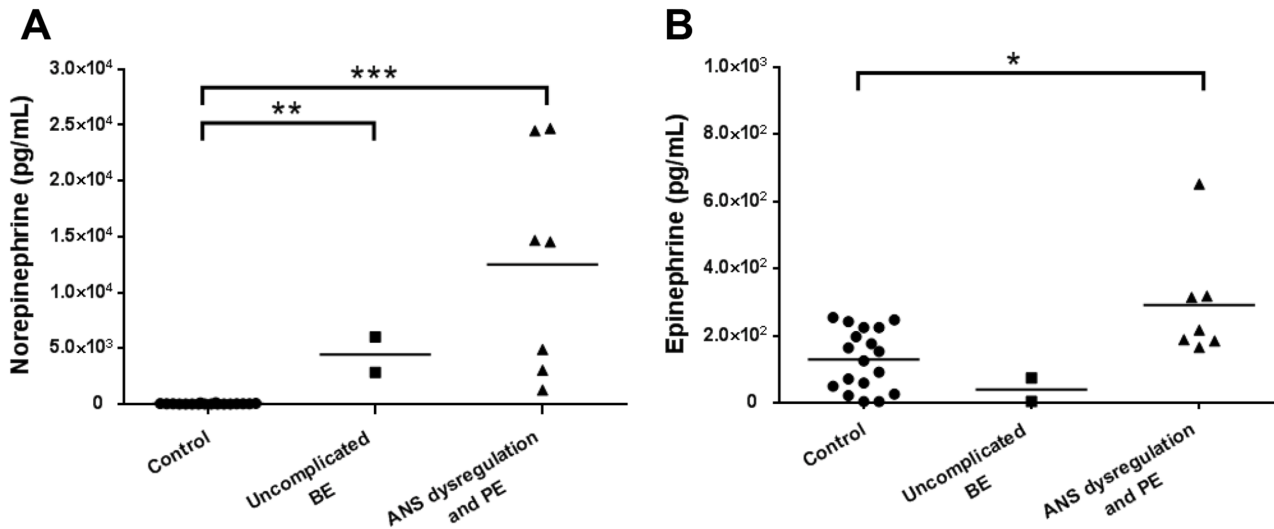 A
Norepinephrine (pg/mL)
3.0×10⁴
2.5×10⁴
2.0×10⁴
1.5×10⁴
1.0×10⁴
5.0×10³
0
***
**
Control
Uncomplicated
BE
ANS dysregulation
and PE
B
Epinephrine (pg/mL)
1.0×10³
8.0×10²
6.0×10²
4.0×10²
2.0×10²
0
*
Control
Uncomplicated
BE
ANS dysregulation
and PE